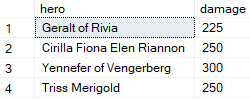 hero damage
1 Geralt of Rivia 225
2 Cirilla Fiona Elen Riannon 250
3 Yennefer of Vengerberg 300
4 Triss Merigold 250